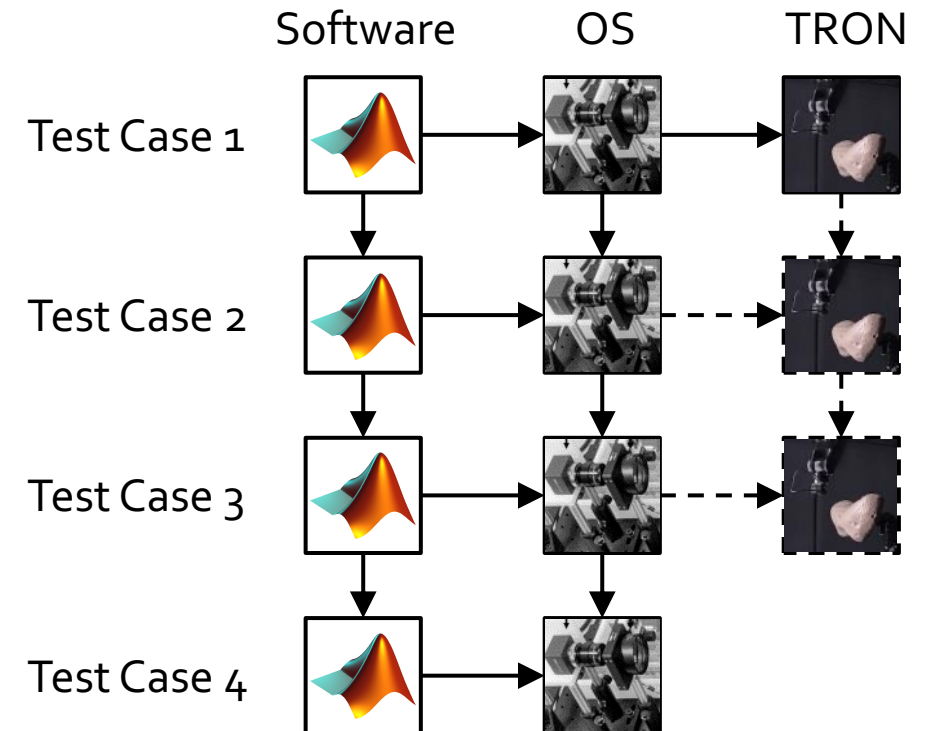 Software OS TRON
Test Case 1
Test Case 2
Test Case 3
Test Case 4